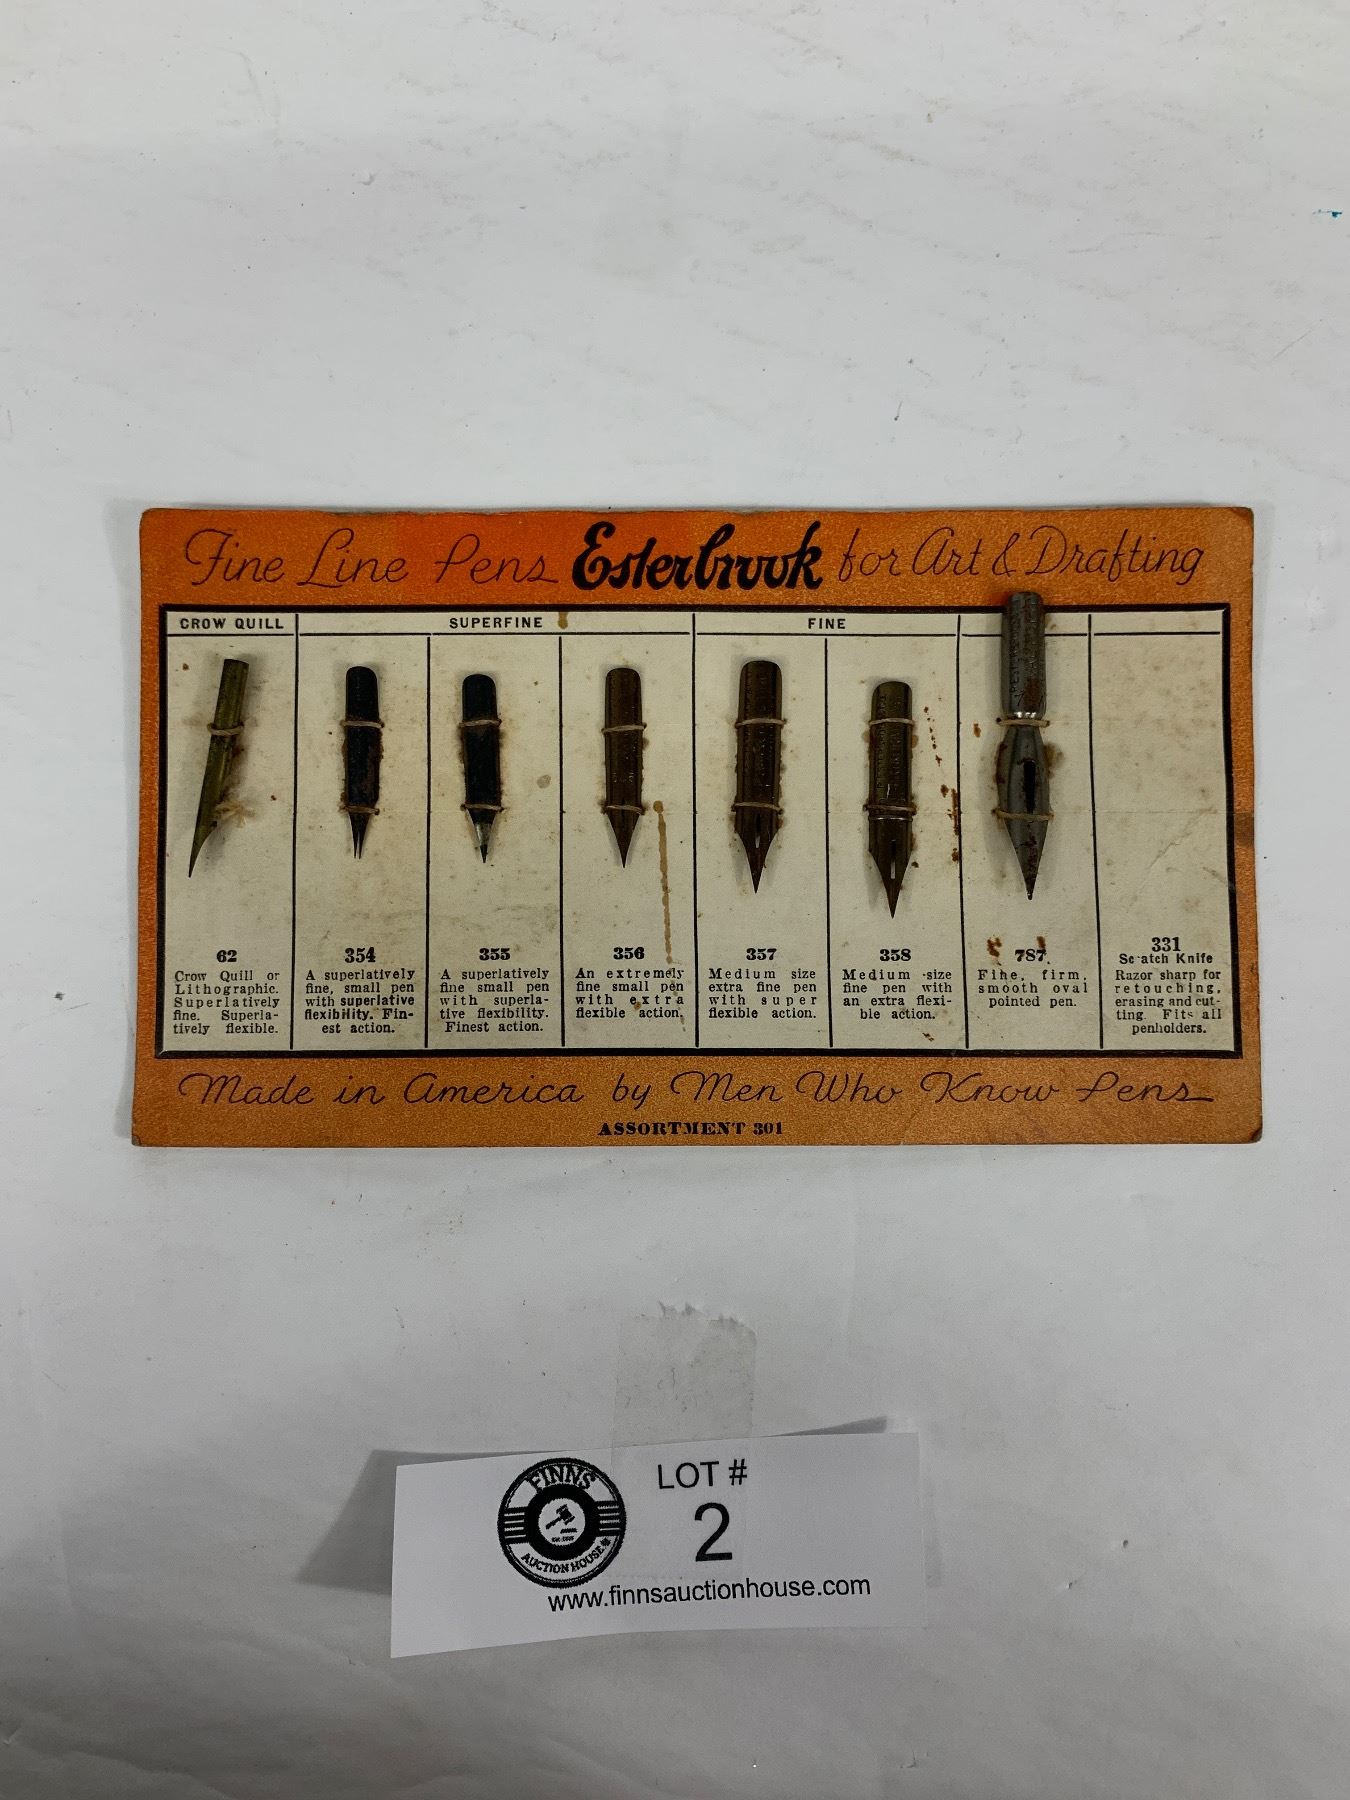 Fine Line Pens Esterbrook for Art & Drafting
CROW QUILL
SUPERFINE
FINE
62
Crow Quill or
Lithographic.
Superlatively
fine. Superla-
tively flexible.
354
A superlatively
fine, small pen
with superlative
flexibility. Fin-
est action.
355
A superlatively
fine small pen
with superla-
tive flexibility.
Finest action.
356
An extremely
fine small pen
with extra
flexible action.
357
Medium size
extra fine pen
with super
flexible action.
358
Medium-size
fine pen with
an extra flexi-
ble action.
787
Fine, firm,
smooth oval
pointed pen.
331
Scratch Knife
Razor sharp for
retouching,
erasing and cut-
ting. Fits all
penholders.
Made in America by Men Who Know Pens
ASSORTMENT 301
FINNS
AUCTION HOUSE
LOT #
2
www.finnsauctionhouse.com